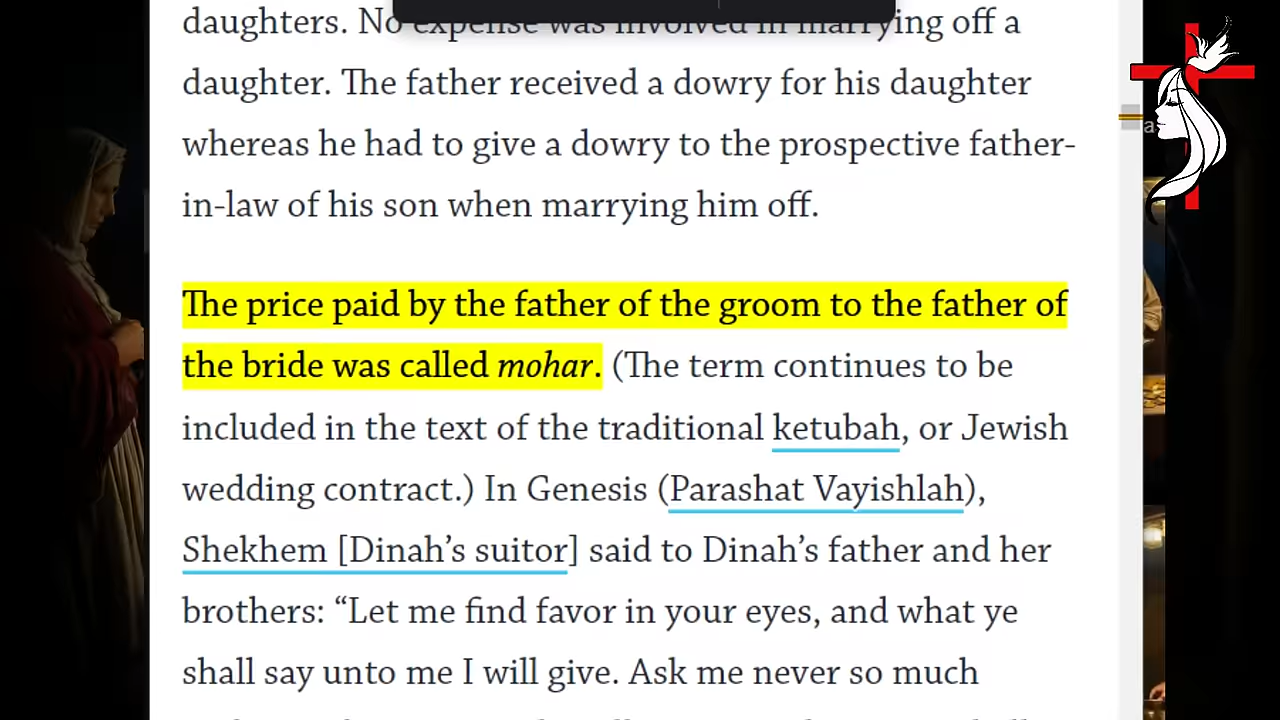 daughters. No expense was involved in marrying off a
daughter. The father received a dowry for his daughter
whereas he had to give a dowry to the prospective father-
in-law of his son when marrying him off.
The price paid by the father of the groom to the father of
the bride was called mohar. (The term continues to be
included in the text of the traditional ketubah, or Jewish
wedding contract.) In Genesis (Parashat Vayishlah),
Shekhem [Dinah’s suitor] said to Dinah’s father and her
brothers: “Let me find favor in your eyes, and what ye
shall say unto me I will give. Ask me never so much